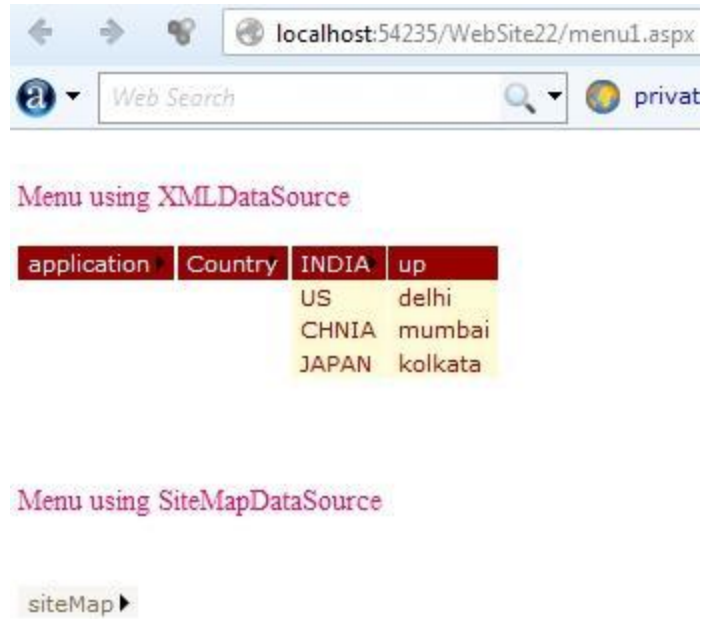 localhost:54235/WebSite22/menu1.aspx
Web Search
privat
Menu using XMLDataSource
application Country INDIA up
US delhi
CHNIA mumbai
JAPAN kolkata
Menu using SiteMapDataSource
siteMap